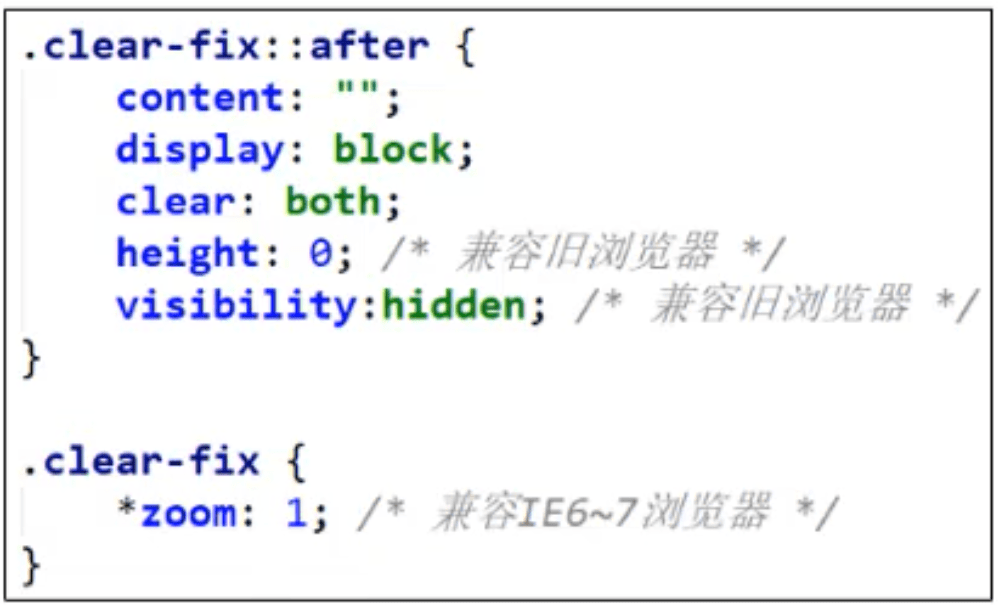 .clear-fix::after {
    content: "";
    display: block;
    clear: both;
    height: 0; /* 兼容旧浏览器 */
    visibility:hidden; /* 兼容旧浏览器 */
}

.clear-fix {
    *zoom: 1; /* 兼容IE6~7浏览器 */
}